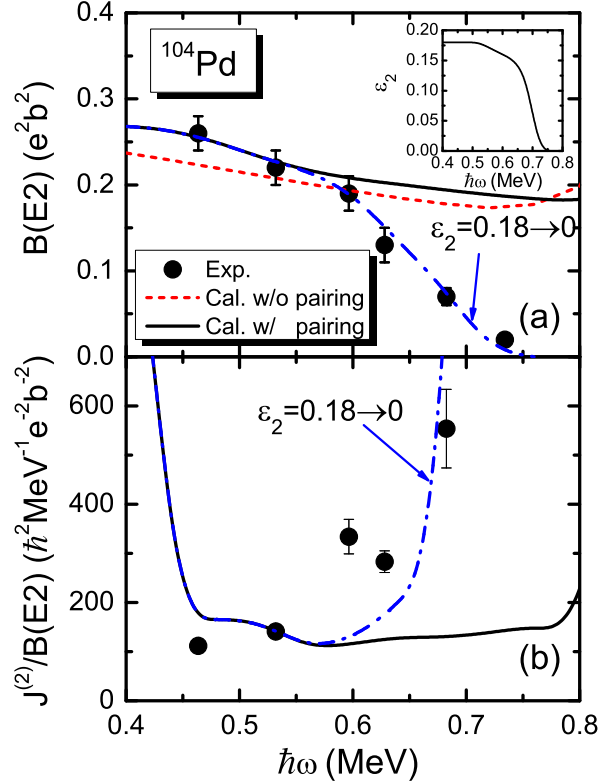 ¹⁰⁴Pd
B(E2) (e²b²)
0.4
0.3
0.2
0.1
0.0
ε₂
0.20
0.15
0.10
0.05
0.00
0.4 0.5 0.6 0.7 0.8
ħω (MeV)
ε₂=0.18→0
Exp.
Cal. w/o pairing
Cal. w/ pairing
(a)
J⁽²⁾/B(E2) (ħ²MeV⁻¹e⁻²b⁻²)
600
400
200
0
ε₂=0.18→0
(b)
0.4 0.5 0.6 0.7 0.8
ħω (MeV)